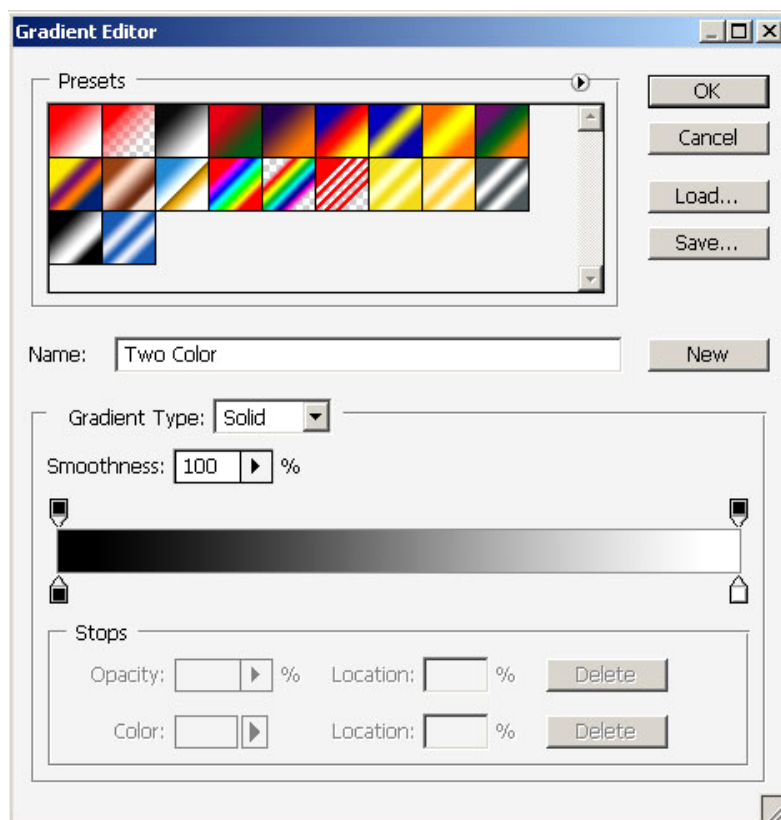 Gradient Editor
Presets
OK
Cancel
Load...
Save...
Name: Two Color
New
Gradient Type: Solid
Smoothness: 100 %
Stops
Opacity: % Location: % Delete
Color: Location: % Delete